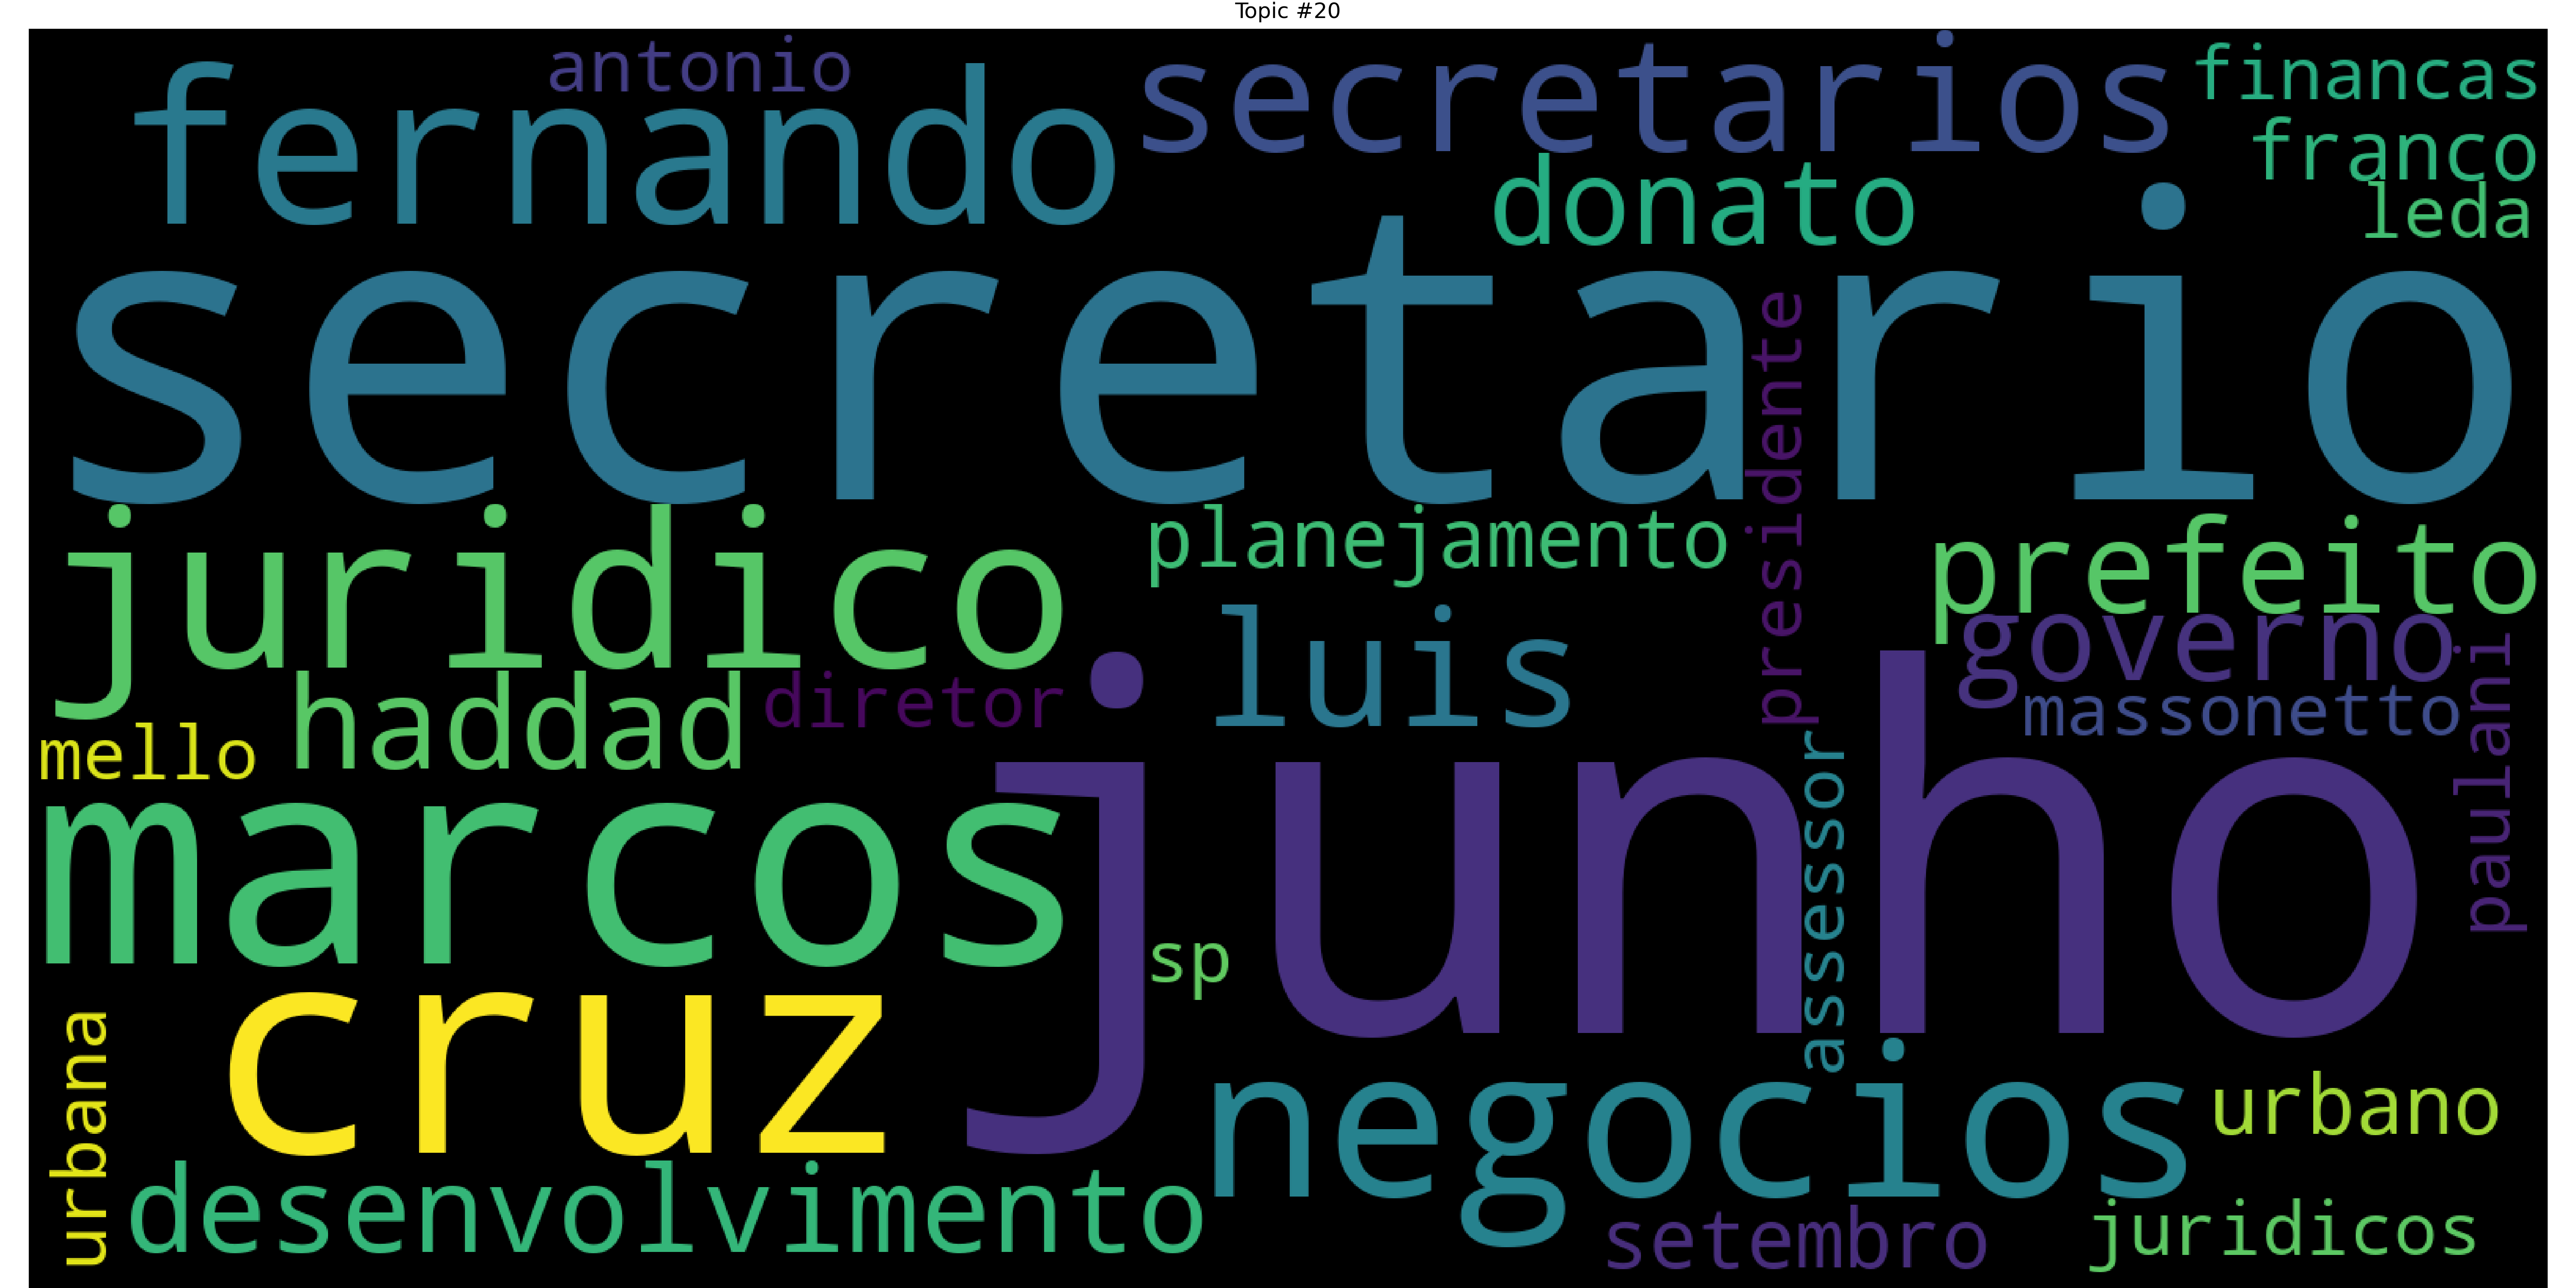 Topic #20
antonio
fernando
secretarios
financas
franco
donato
leda
secretario
presidente
juridico
planejamento
prefeito
luis
governo
haddad
diretor
massonetto
paulani
mello
marcos
junho
assessor
sp
cruz
urbana
negocios
urbano
desenvolvimento
setembro
juridicos